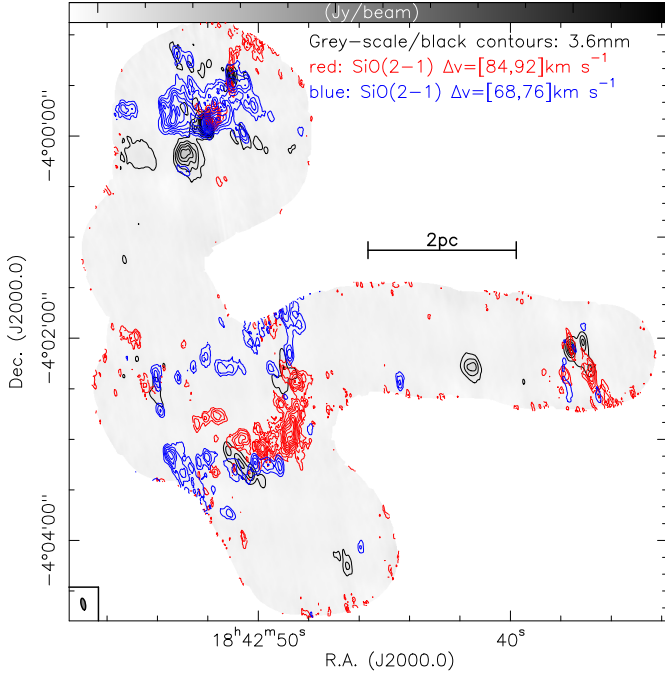 (Jy/beam)
Grey-scale/black contours: 3.6mm
red: SiO(2-1) Δv=[84,92]km s⁻¹
blue: SiO(2-1) Δv=[68,76]km s⁻¹
-4°00'00"
2pc
Dec. (J2000.0)
-4°02'00"
-4°04'00"
18ʰ42ᵐ50ˢ 40ˢ
R.A. (J2000.0)